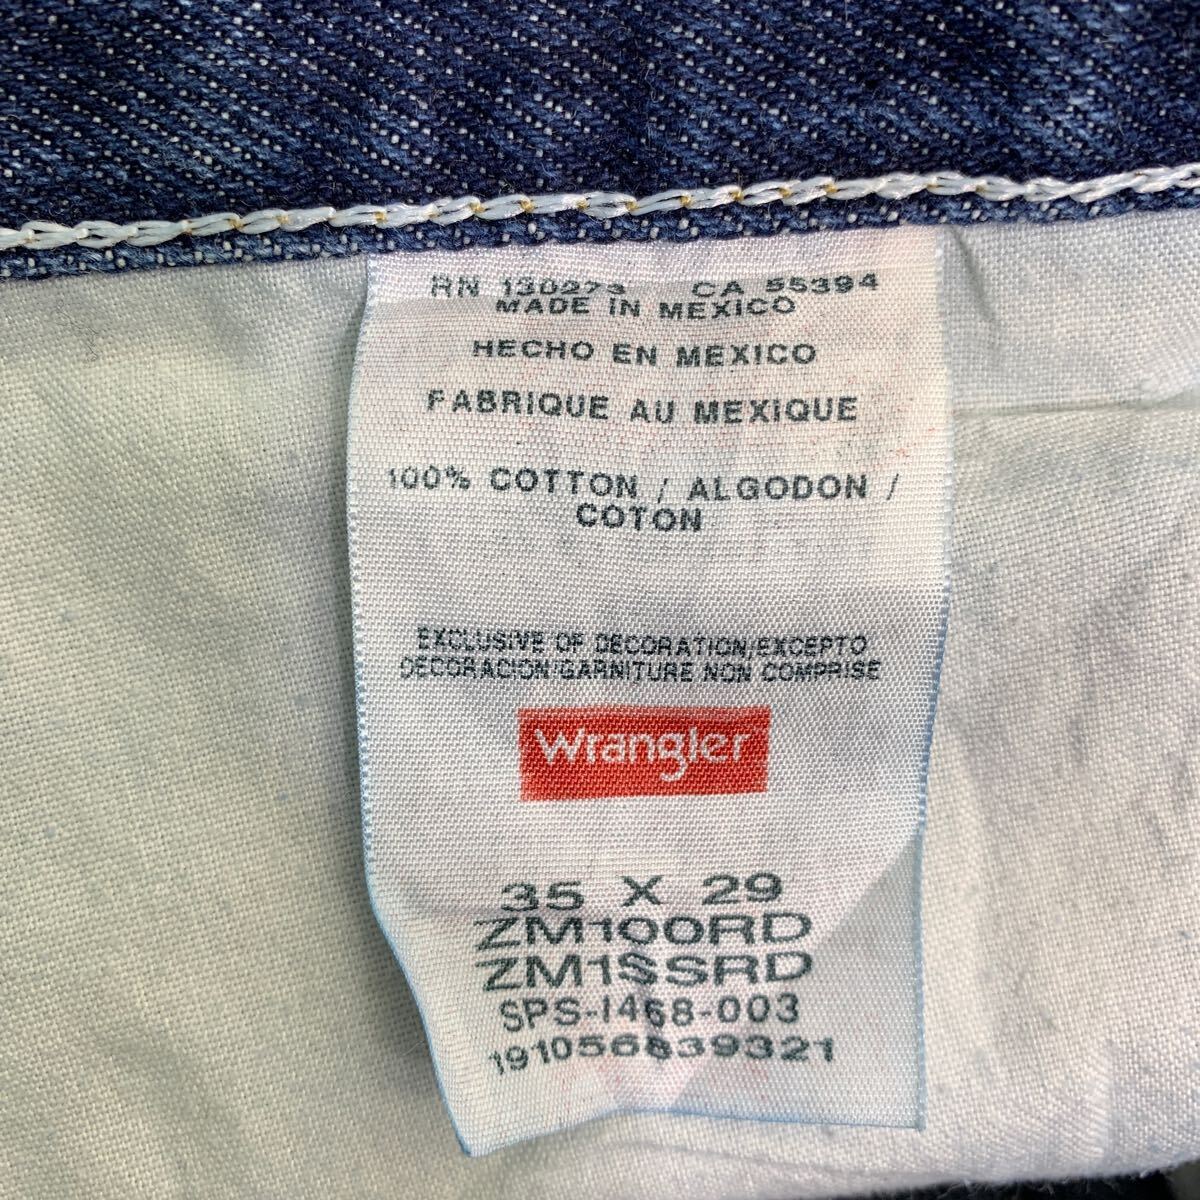 RN 130273 CA 55394
MADE IN MEXICO
HECHO EN MEXICO
FABRIQUE AU MEXIQUE
100% COTTON / ALGODON /
COTON
EXCLUSIVE OF DECORATION/EXCEPTO
DECORACION/GARNITURE NON COMPRISE
Wrangler
35 X 29
ZM100RD
ZM1SSRD
SPS-1468-003
191056839321